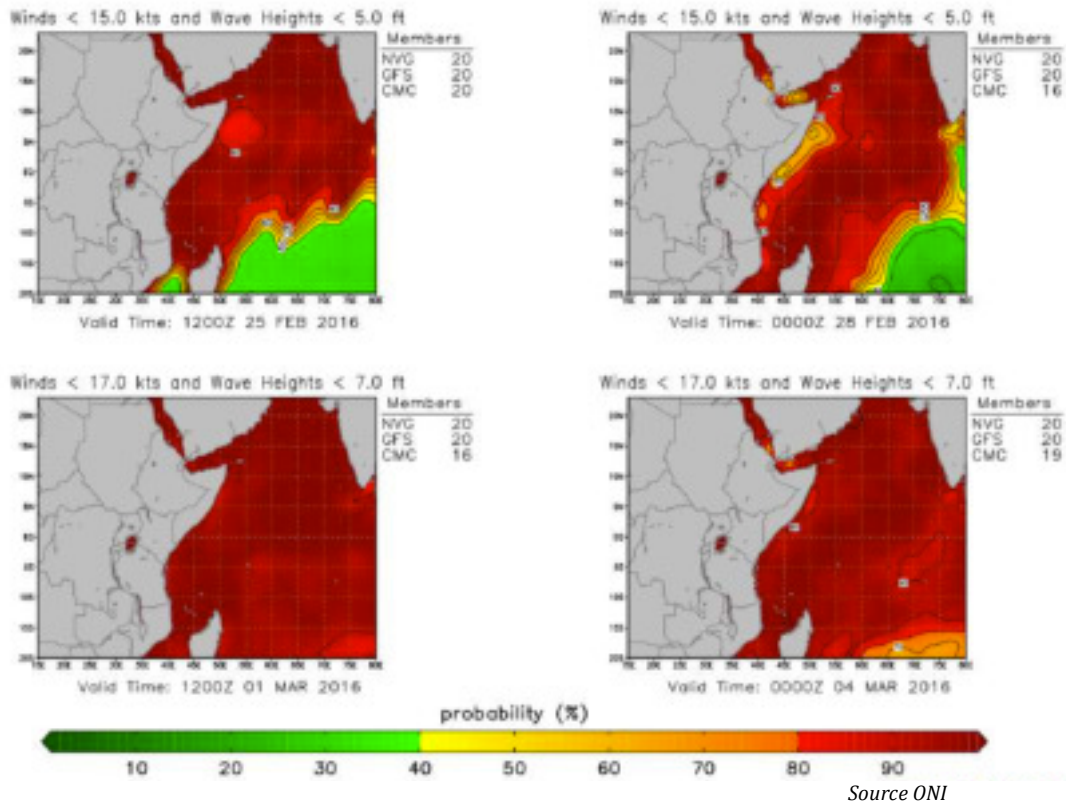 Winds < 15.0 kts and Wave Heights < 5.0 ft
Members
NVG 20
GFS 20
CMC 20
Valid Time: 1200Z 25 FEB 2016
Winds < 15.0 kts and Wave Heights < 5.0 ft
Members
NVG 20
GFS 20
CMC 16
Valid Time: 0000Z 28 FEB 2016
Winds < 17.0 kts and Wave Heights < 7.0 ft
Members
NVG 20
GFS 20
CMC 16
Valid Time: 1200Z 01 MAR 2016
Winds < 17.0 kts and Wave Heights < 7.0 ft
Members
NVG 20
GFS 20
CMC 19
Valid Time: 0000Z 04 MAR 2016
probability (%)
10 20 30 40 50 60 70 80 90
Source ONI